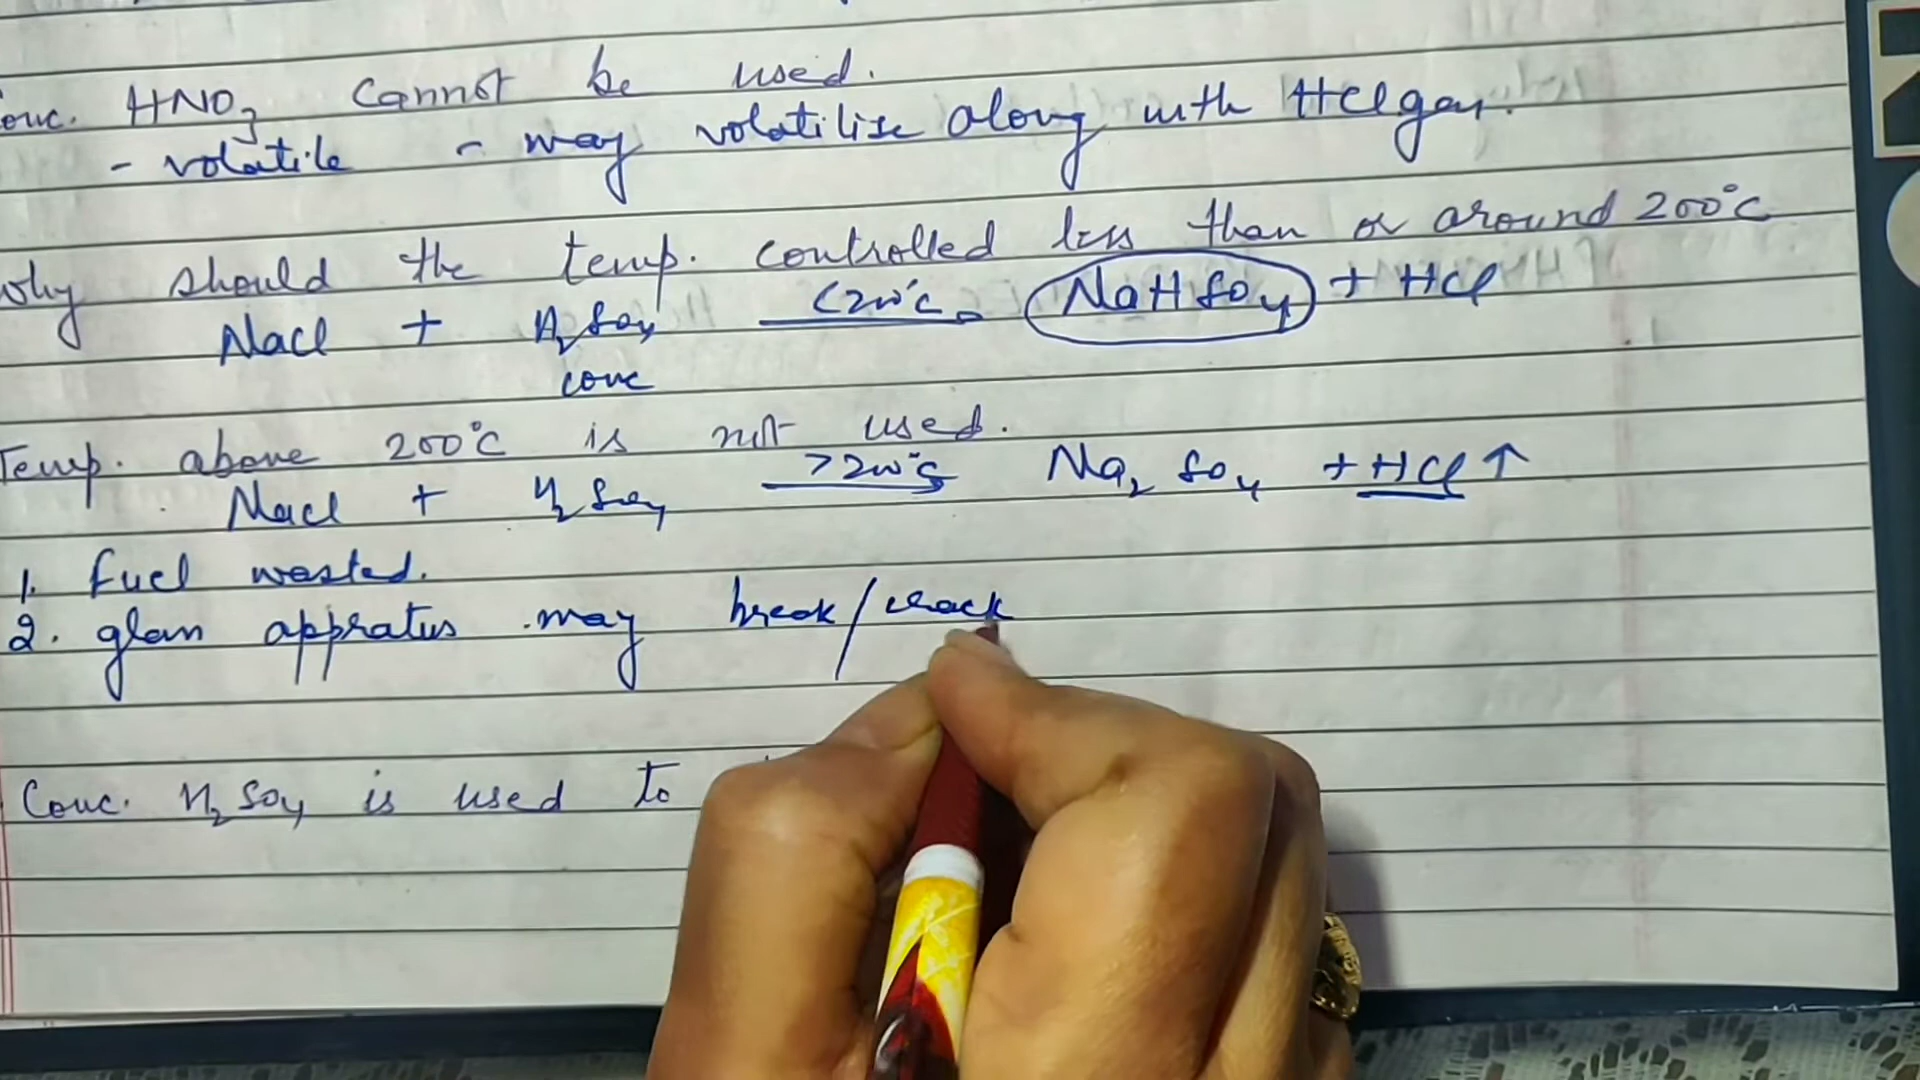 Conc. HNO3 cannot be used.
- volatile - may volatilise along with HCl gas.
Why should the temp. controlled less than or around 200°C
NaCl + H2SO4 <200°C NaHSO4 + HCl
conc
Temp. above 200°C is not used.
NaCl + H2SO4 >200°C Na2SO4 + HCl ↑
1. Fuel wasted.
2. glass appratus may break/crack
Conc. H2SO4 is used to